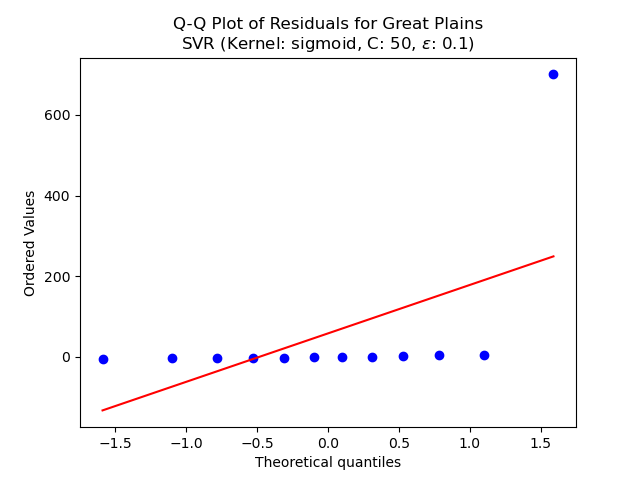 Q-Q Plot of Residuals for Great Plains
SVR (Kernel: sigmoid, C: 50, ε: 0.1)
Ordered Values
600
400
200
0
−1.5 −1.0 −0.5 0.0 0.5 1.0 1.5
Theoretical quantiles